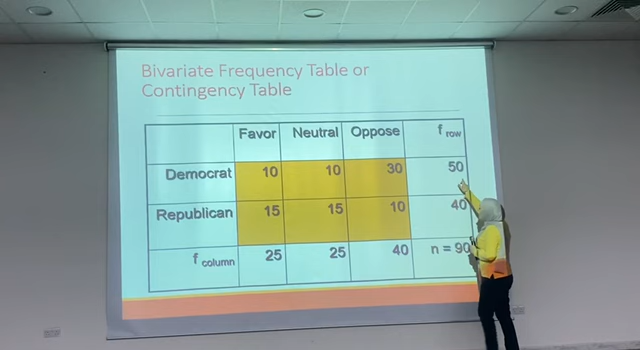 Bivariate Frequency Table or
Contingency Table
Favor Neutral Oppose f row
Democrat 10 10 30 50
Republican 15 15 10 40
f column 25 25 40 n = 90